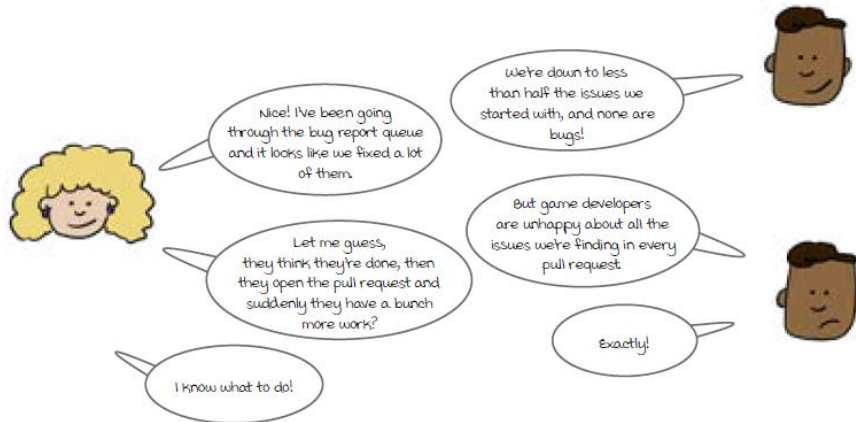 Nice! I've been going
through the bug report queue
and it looks like we fixed a lot
of them.
We're down to less
than half the issues we
started with, and none are
bugs!
But game developers
are unhappy about all the
issues we're finding in every
pull request
Let me guess,
they think they're done, then
they open the pull request and
suddenly they have a bunch
more work?
Exactly!
I know what to do!